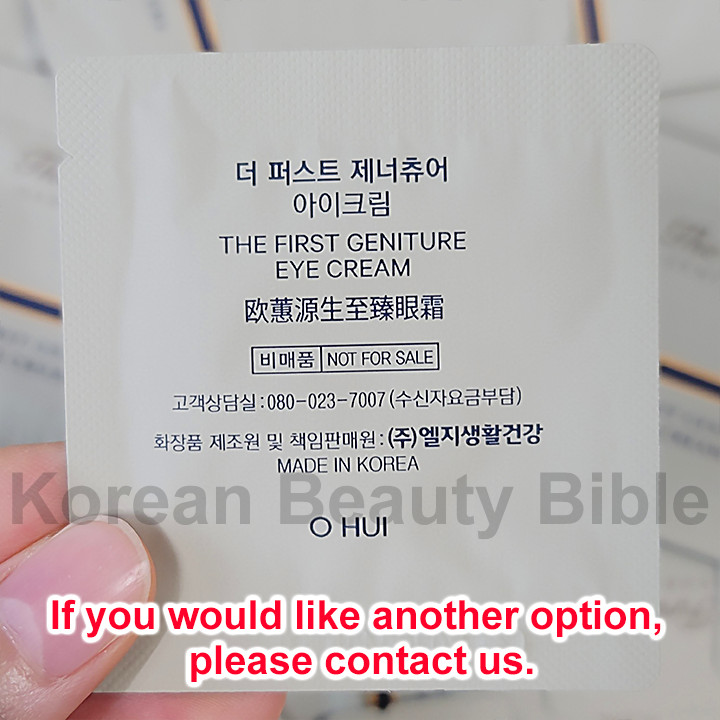 더 퍼스트 제너츄어
아이크림
THE FIRST GENITURE
EYE CREAM
欧蕙源生至臻眼霜
비매품 NOT FOR SALE
고객상담실 : 080-023-7007 (수신자요금부담)
화장품 제조원 및 책임판매원 : (주)엘지생활건강
MADE IN KOREA
Korean Beauty Bible
O HUI
If you would like another option,
please contact us.